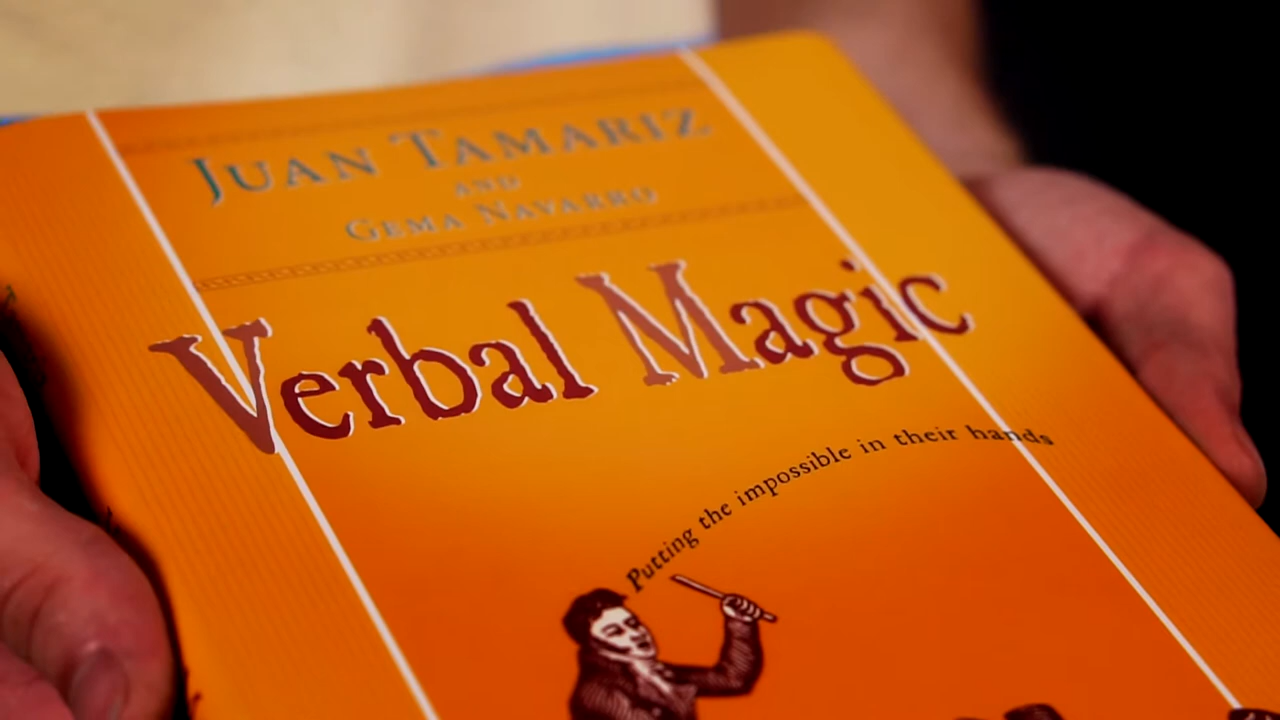 JUAN TAMARIZ
AND
GEMA NAVARRO
Verbal Magic
Putting the impossible in their hands